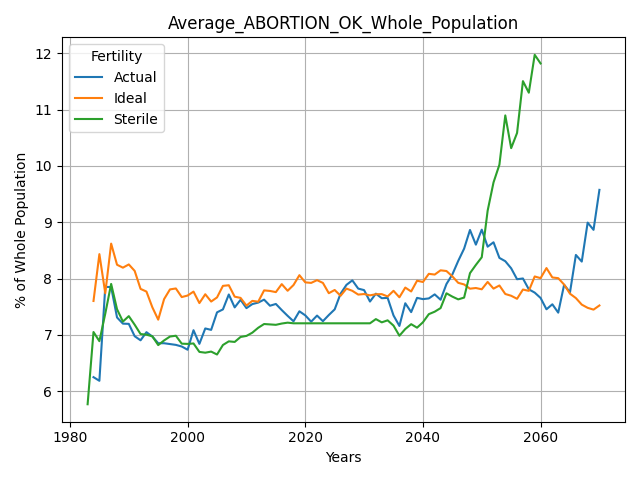 Average_ABORTION_OK_Whole_Population
Fertility
Actual
Ideal
Sterile
% of Whole Population
12
11
10
9
8
7
6
1980
2000
2020
2040
2060
Years